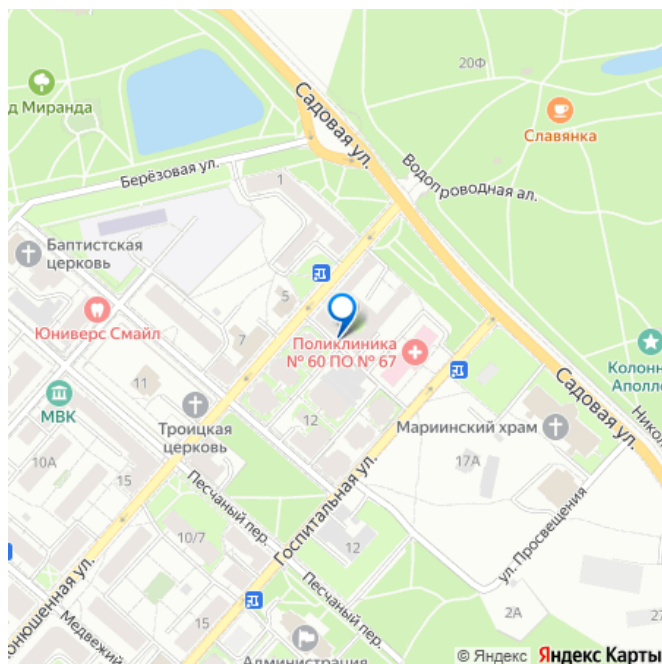 20Ф
д Миранда
Славянка
Садовая ул.
Берёзовая ул.
Водопроводная ал.
1
Баптистская
церковь
5
Юниверс Смайл
7
Поликлиника
№ 60 ПО № 67
Колонн
Аполло
11
МВК
Садовая ул.
Никол
Троицкая
церковь
12
Мариинский храм
10А
15
17А
Песчаный пер.
Госпитальная ул.
ул. Просвещения
10/7
12
онюшенная ул.
Песчаный пер.
15
2А
27
Медвежий
Администрация
© Яндекс Яндекс Карты